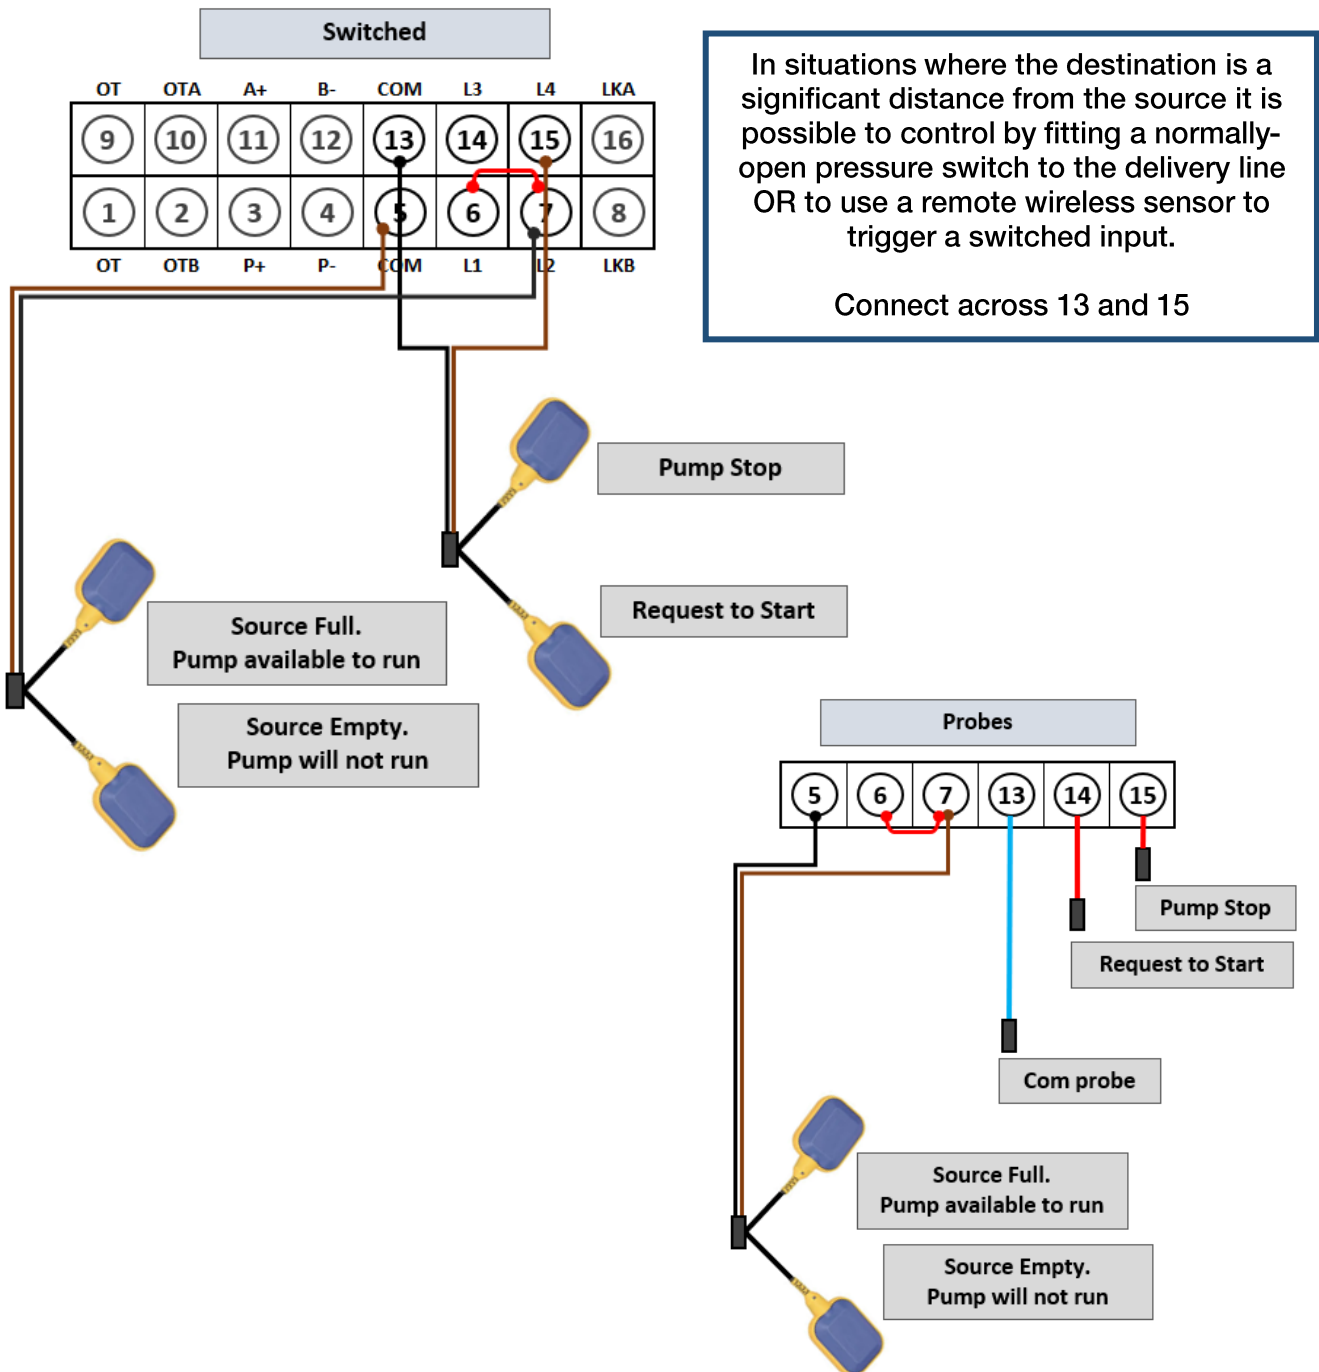 Switched
In situations where the destination is a
significant distance from the source it is
possible to control by fitting a normally-
open pressure switch to the delivery line
OR to use a remote wireless sensor to
trigger a switched input.
Connect across 13 and 15
OT OTA A+ B- COM L3 L4 LKA
9 10 11 12 13 14 15 16
1 2 3 4 5 6 7 8
OT OTB P+ P- COM L1 L2 LKB
Pump Stop
Request to Start
Source Full.
Pump available to run
Source Empty.
Pump will not run
Probes
5 6 7 13 14 15
Pump Stop
Request to Start
Com probe
Source Full.
Pump available to run
Source Empty.
Pump will not run